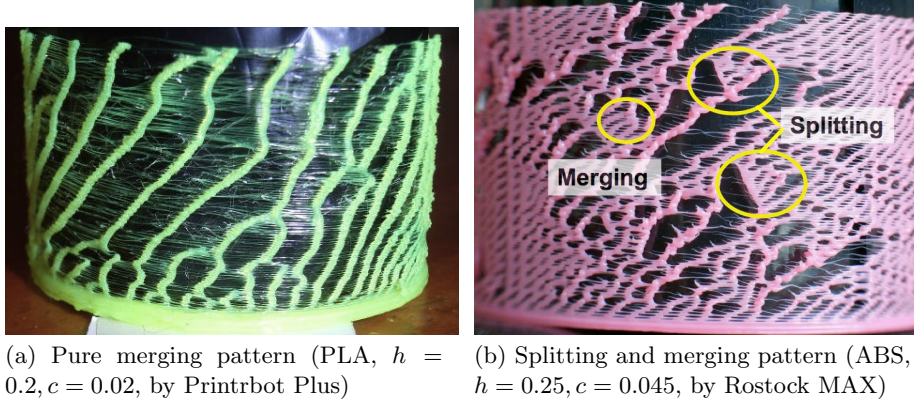 Splitting
Merging
(a) Pure merging pattern (PLA, h =
0.2, c = 0.02, by Printrbot Plus)
(b) Splitting and merging pattern (ABS,
h = 0.25, c = 0.045, by Rostock MAX)